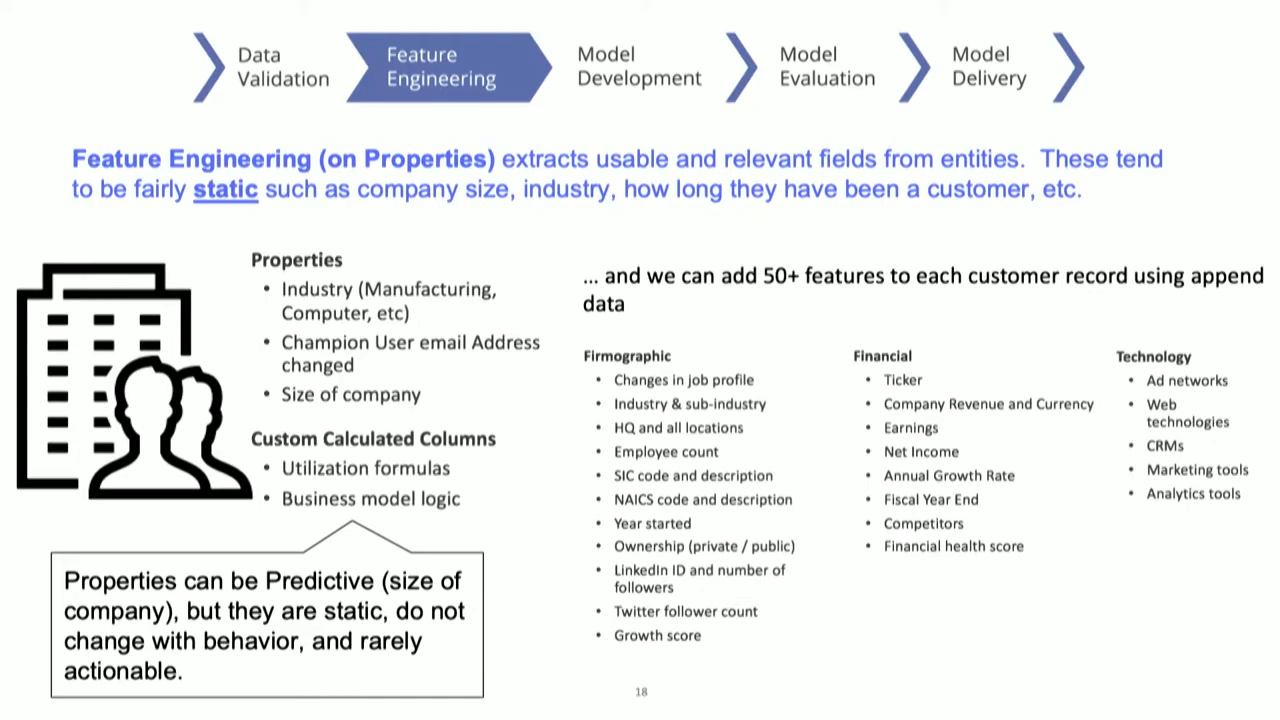 Data
Validation
Feature
Engineering
Model
Development
Model
Evaluation
Model
Delivery
Feature Engineering (on Properties) extracts usable and relevant fields from entities. These tend
to be fairly static such as company size, industry, how long they have been a customer, etc.
Properties
• Industry (Manufacturing,
Computer, etc)
• Champion User email Address
changed
• Size of company
Custom Calculated Columns
• Utilization formulas
• Business model logic
Properties can be Predictive (size of
company), but they are static, do not
change with behavior, and rarely
actionable.
... and we can add 50+ features to each customer record using append
data
Firmographic
• Changes in job profile
• Industry & sub-industry
• HQ and all locations
• Employee count
• SIC code and description
• NAICS code and description
• Year started
• Ownership (private / public)
• LinkedIn ID and number of
followers
• Twitter follower count
• Growth score
Financial
• Ticker
• Company Revenue and Currency
• Earnings
• Net Income
• Annual Growth Rate
• Fiscal Year End
• Competitors
• Financial health score
Technology
• Ad networks
• Web
technologies
• CRMs
• Marketing tools
• Analytics tools
18